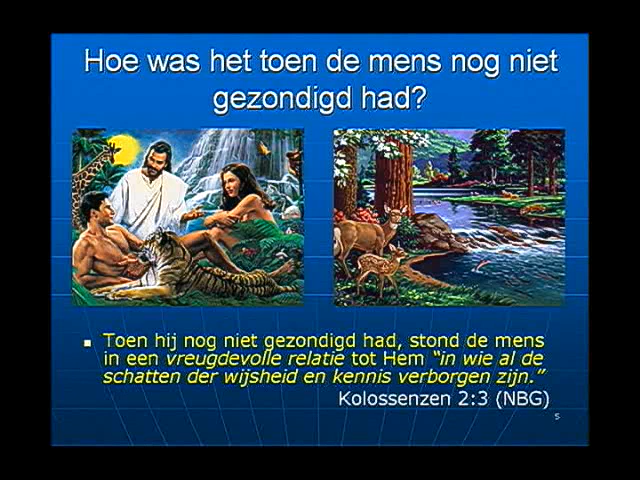 Hoe was het toen de mens nog niet
gezondigd had?
Toen hij nog niet gezondigd had, stond de mens
in een vreugdevolle relatie tot Hem “in wie al de
schatten der wijsheid en kennis verborgen zijn.”
Kolossenzen 2:3 (NBG)
5